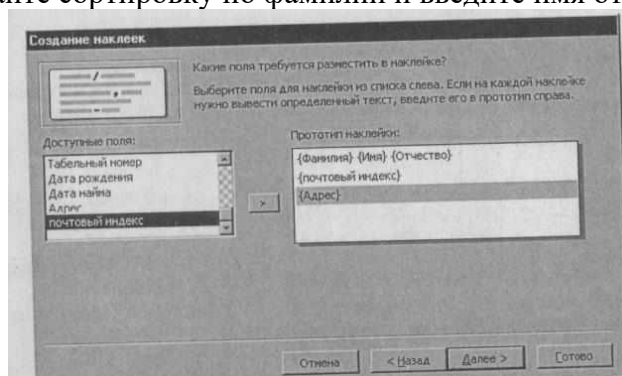 йте сортировку по фамилии и введите имя от
Создание наклеек
Какие поля требуется разместить в наклейке?
Выберите поля для наклейки из списка слева. Если на каждой наклейке
нужно вывести определенный текст, введите его в прототип справа.
Доступные поля:
Табельный номер
Дата рождения
Дата найма
Адрес
почтовый индекс
>
Прототип наклейки:
{Фамилия} {Имя} {Отчество}
{почтовый индекс}
{Адрес}
Отмена
< Назад
Далее >
Готово